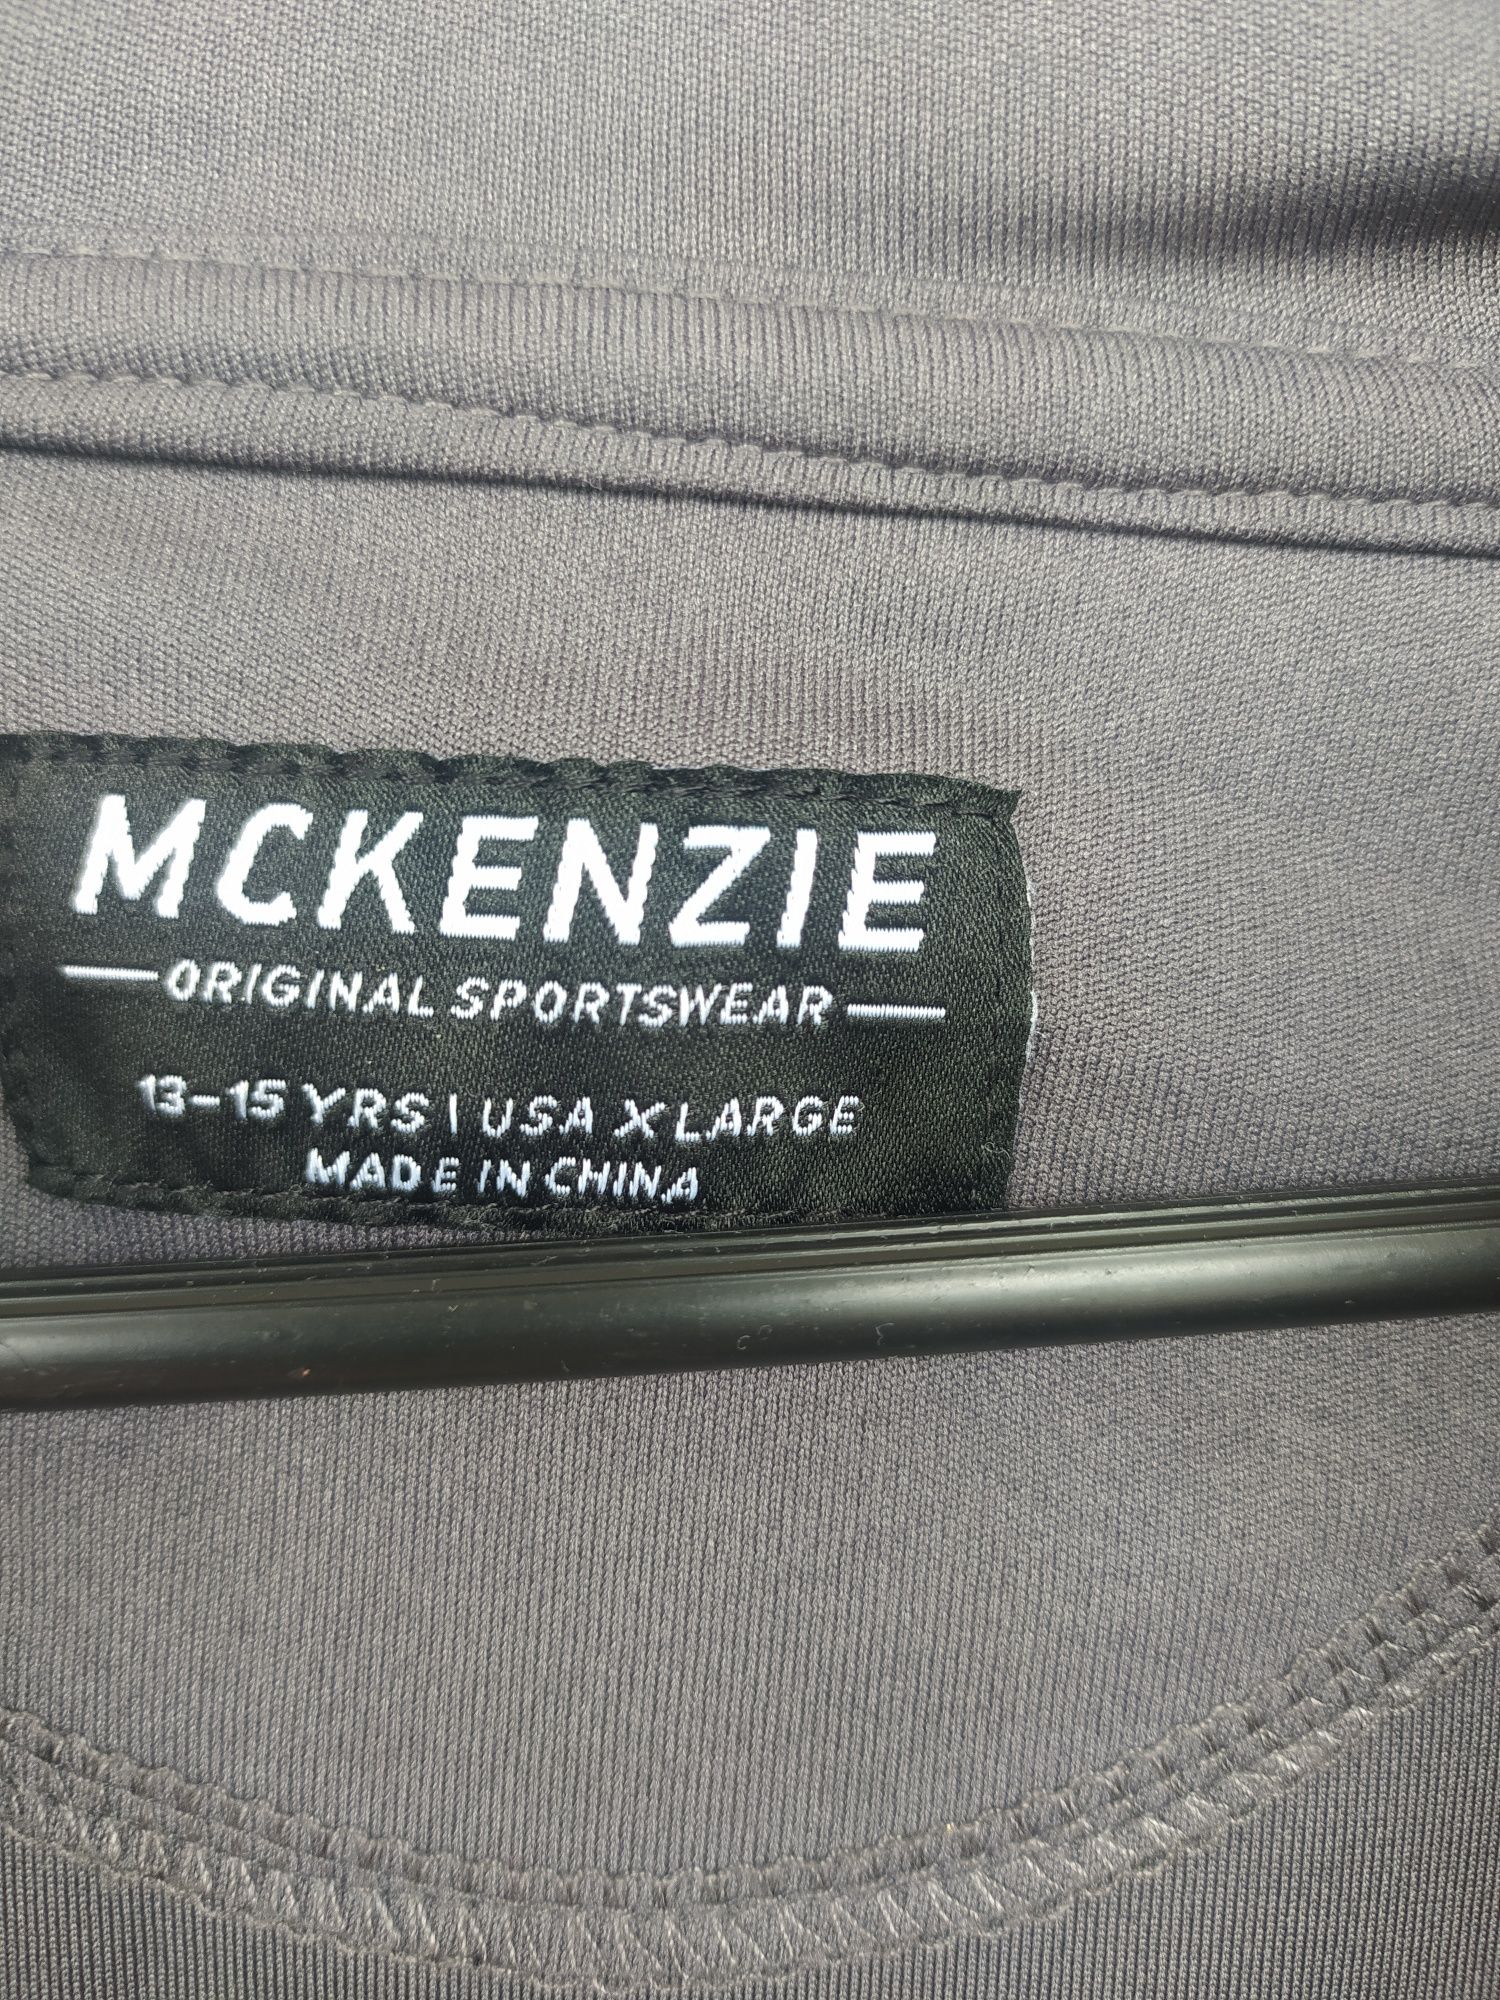 MCKENZIE
ORIGINAL SPORTSWEAR
13-15 YRS | USA X LARGE
MADE IN CHINA